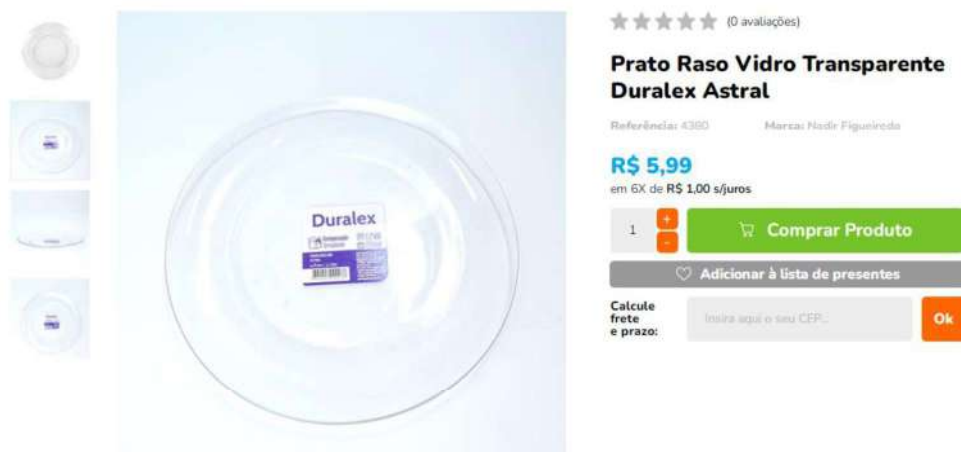 (0 avaliações)
Prato Raso Vidro Transparente
Duralex Astral
Referência: 4380 Marca: Nadir Figueiredo
R$ 5,99
em 6X de R$ 1,00 s/juros
1
+
-
Comprar Produto
Adicionar à lista de presentes
Calcule
frete
e prazo:
Insira aqui o seu CEP...
Ok
Duralex